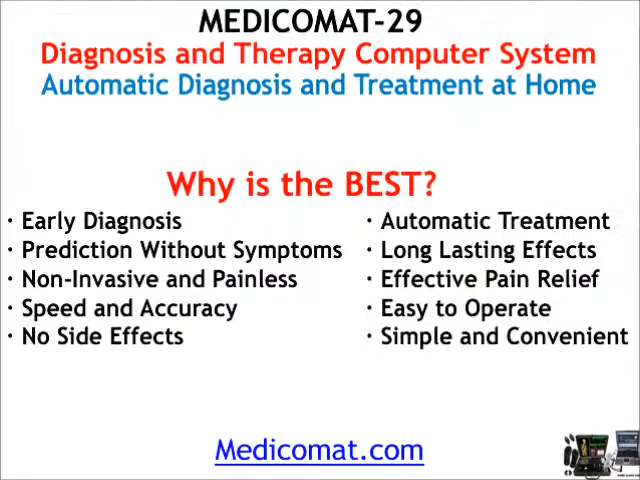 MEDICOMAT-29
Diagnosis and Therapy Computer System
Automatic Diagnosis and Treatment at Home
Why is the BEST?
· Early Diagnosis
· Prediction Without Symptoms
· Non-Invasive and Painless
· Speed and Accuracy
· No Side Effects
· Automatic Treatment
· Long Lasting Effects
· Effective Pain Relief
· Easy to Operate
· Simple and Convenient
Medicomat.com